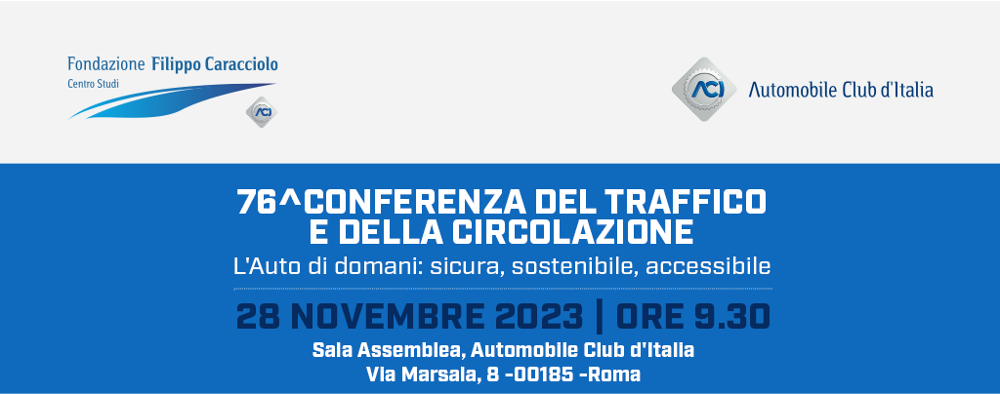 Fondazione Filippo Caracciolo
Centro Studi
ACI
ACI
Automobile Club d'Italia
76^CONFERENZA DEL TRAFFICO
E DELLA CIRCOLAZIONE
L'Auto di domani: sicura, sostenibile, accessibile
28 NOVEMBRE 2023 | ORE 9.30
Sala Assemblea, Automobile Club d'Italia
Via Marsala, 8 -00185 -Roma